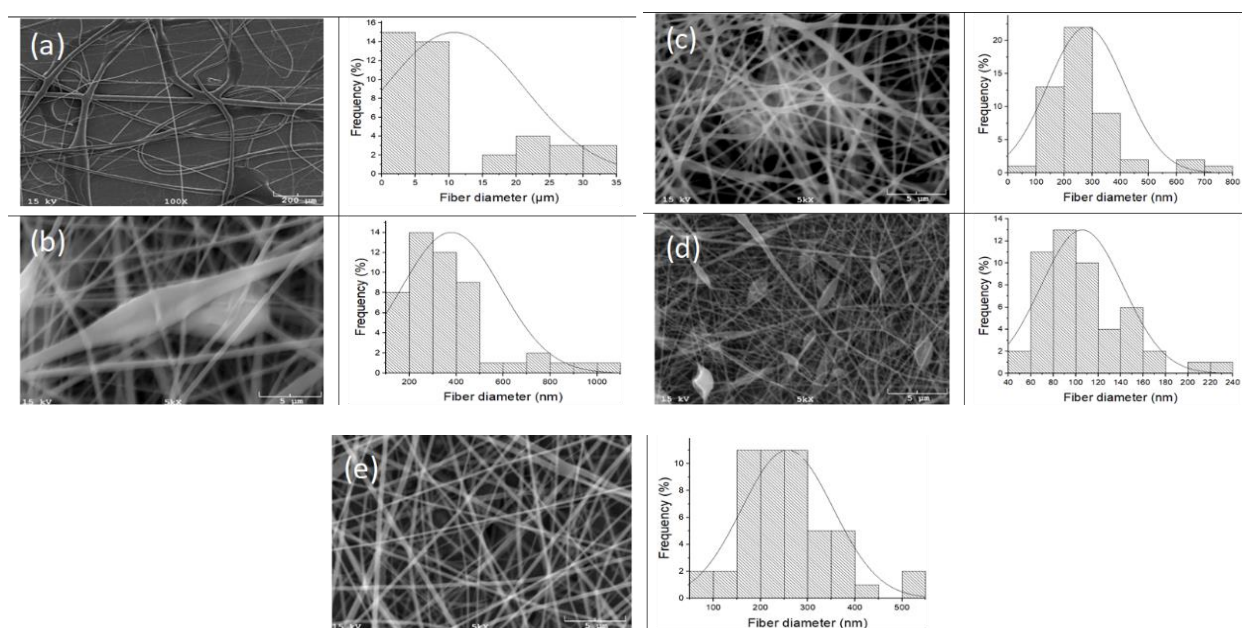 (a)
15 kV 100X 200 μm
Frequency (%)
16
14
12
10
8
6
4
2
0
0 5 10 15 20 25 30 35
Fiber diameter (μm)
(c)
15 kV 5kX 5 μm
Frequency (%)
20
15
10
5
0
0 100 200 300 400 500 600 700 800
Fiber diameter (nm)
(b)
15 kV 5kX 5 μm
Frequency (%)
14
12
10
8
6
4
2
0
200 400 600 800 1000
Fiber diameter (nm)
(d)
15 kV 5kX 5 μm
Frequency (%)
14
12
10
8
6
4
2
0
40 60 80 100 120 140 160 180 200 220 240
Fiber diameter (nm)
(e)
15 kV 5kX 5 μm
Frequency (%)
10
8
6
4
2
0
100 200 300 400 500
Fiber diameter (nm)